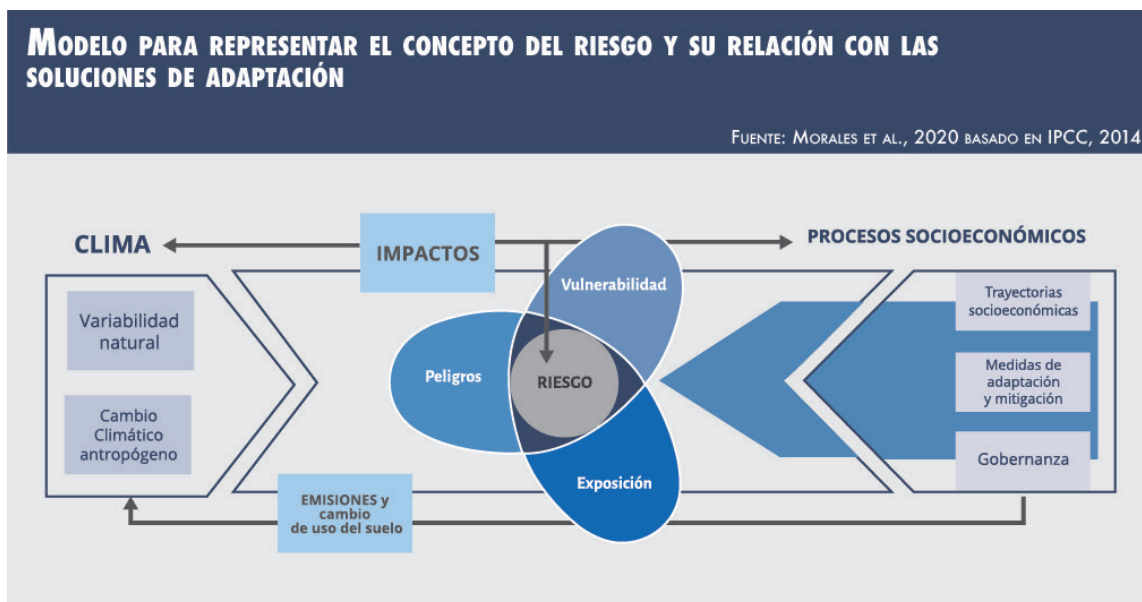 MODELO PARA REPRESENTAR EL CONCEPTO DEL RIESGO Y SU RELACIÓN CON LAS
SOLUCIONES DE ADAPTACIÓN
FUENTE: MORALES ET AL., 2020 BASADO EN IPCC, 2014
CLIMA
IMPACTOS
PROCESOS SOCIOECONÓMICOS
Variabilidad
natural
Cambio
Climático
antropógeno
Vulnerabilidad
Peligros
RIESGO
Exposición
Trayectorias
socioeconómicas
Medidas de
adaptación
y mitigación
Gobernanza
EMISIONES y
cambio
de uso del suelo